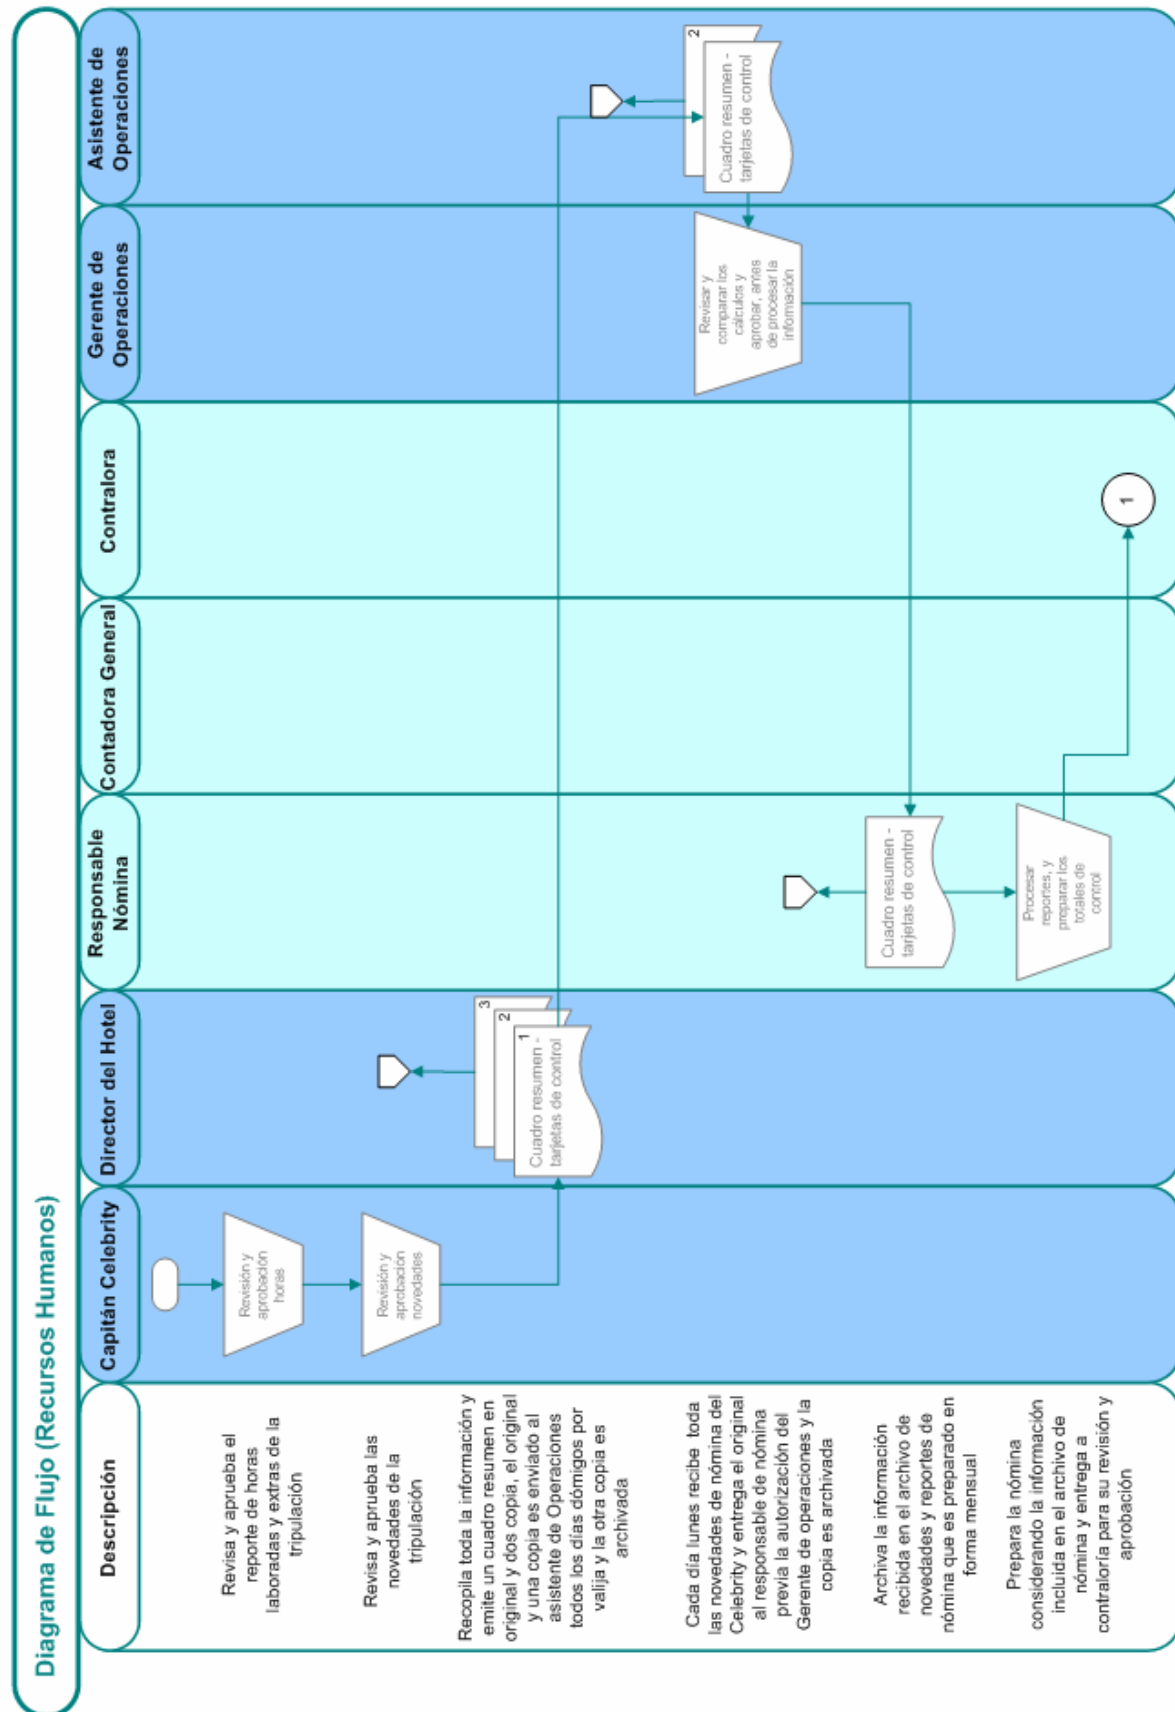 Diagrama de Flujo (Recursos Humanos)
Descripción
Capitán Celebrity
Director del Hotel
Responsable
Nómina
Contadora General
Contralora
Gerente de
Operaciones
Asistente de
Operaciones
Revisa y aprueba el
reporte de horas
laboradas y extras de la
tripulación
Revisión y
aprobación
horas
Revisa y aprueba las
novedades de la
tripulación
Revisión y
aprobación
novedades
Recopila toda la información y
emite un cuadro resumen en
original y dos copia, el original
y una copia es enviado al
asistente de Operaciones
todos los días dómigos por
valija y la otra copia es
archivada
3
2
1
Cuadro resumen -
tarjetas de control
Cada día lunes recibe toda
las novedades de nómina del
Celebrity y entrega el original
al responsable de nómina
previa la autorización del
Gerente de operaciones y la
copia es archivada
2
Cuadro resumen -
tarjetas de control
Revisar y
comparar los
cálculos y
aprobar, antes
de procesar la
información
Archiva la información
recibida en el archivo de
novedades y reportes de
nómina que es preparado en
forma mensual
Cuadro resumen -
tarjetas de control
Prepara la nómina
considerando la información
incluida en el archivo de
nómina y entrega a
contraloría para su revisión y
aprobación
Procesar
reportes, y
preparar los
totales de
control
1